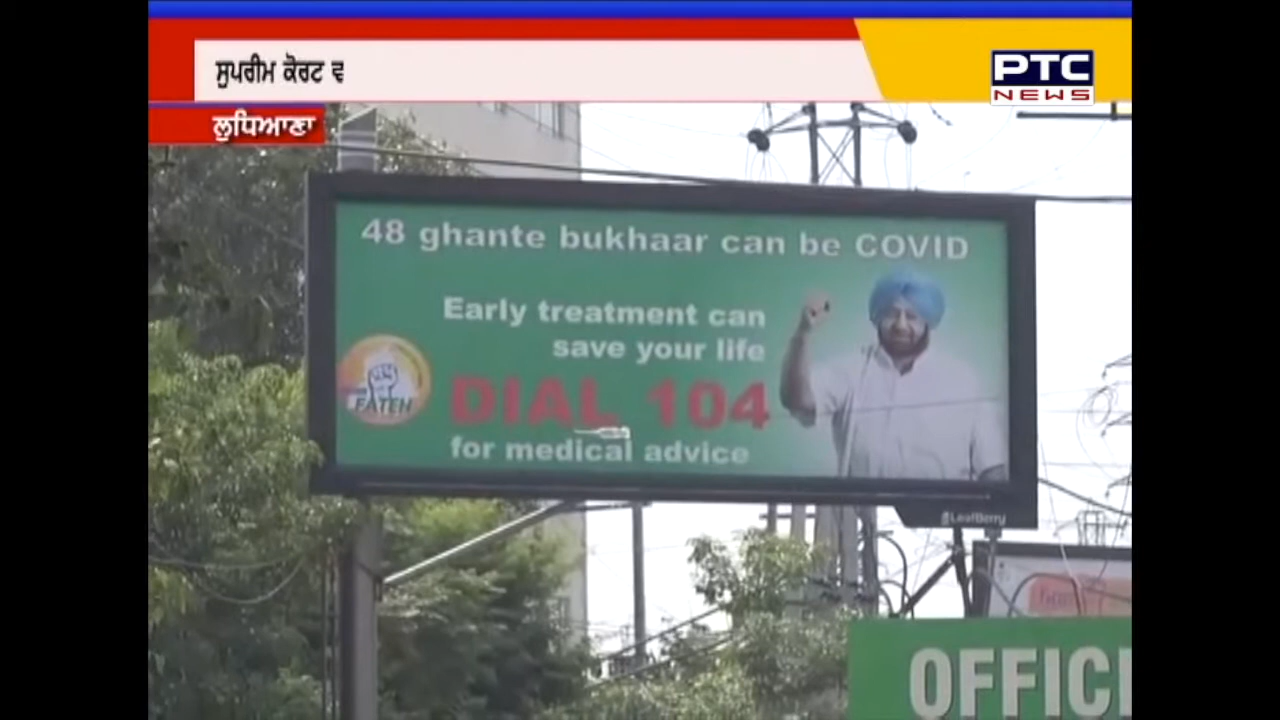 ਸੁਪਰੀਮ ਕੋਰਟ ਵ
PTC
NEWS
ਲੁਧਿਆਣਾ
48 ghante bukhaar can be COVID
Early treatment can
save your life
DIAL 104
for medical advice
FATEH
LeafBerry
OFFICE